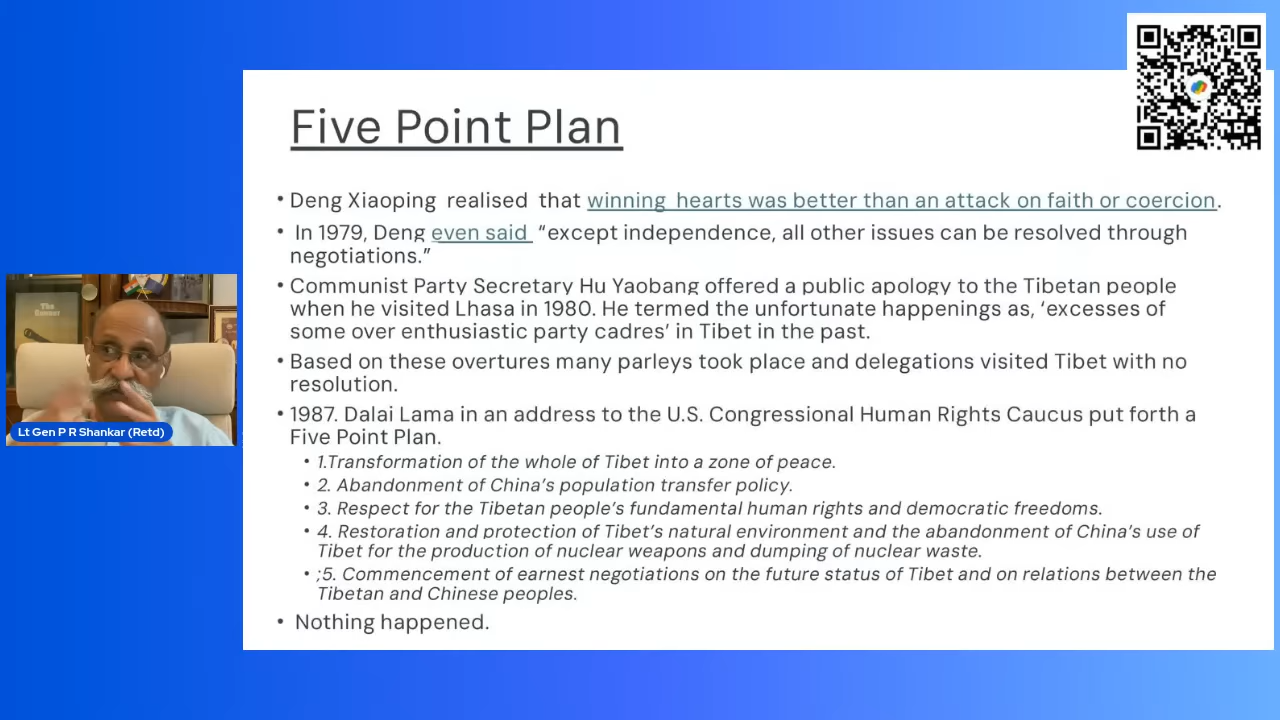 Five Point Plan
• Deng Xiaoping realised that winning hearts was better than an attack on faith or coercion.
• In 1979, Deng even said “except independence, all other issues can be resolved through
negotiations.”
• Communist Party Secretary Hu Yaobang offered a public apology to the Tibetan people
when he visited Lhasa in 1980. He termed the unfortunate happenings as, ‘excesses of
some over enthusiastic party cadres’ in Tibet in the past.
• Based on these overtures many parleys took place and delegations visited Tibet with no
resolution.
• 1987. Dalai Lama in an address to the U.S. Congressional Human Rights Caucus put forth a
Five Point Plan.
• 1.Transformation of the whole of Tibet into a zone of peace.
• 2. Abandonment of China’s population transfer policy.
• 3. Respect for the Tibetan people’s fundamental human rights and democratic freedoms.
• 4. Restoration and protection of Tibet’s natural environment and the abandonment of China’s use of
Tibet for the production of nuclear weapons and dumping of nuclear waste.
• ;5. Commencement of earnest negotiations on the future status of Tibet and on relations between the
Tibetan and Chinese peoples.
• Nothing happened.
Lt Gen P R Shankar (Retd)